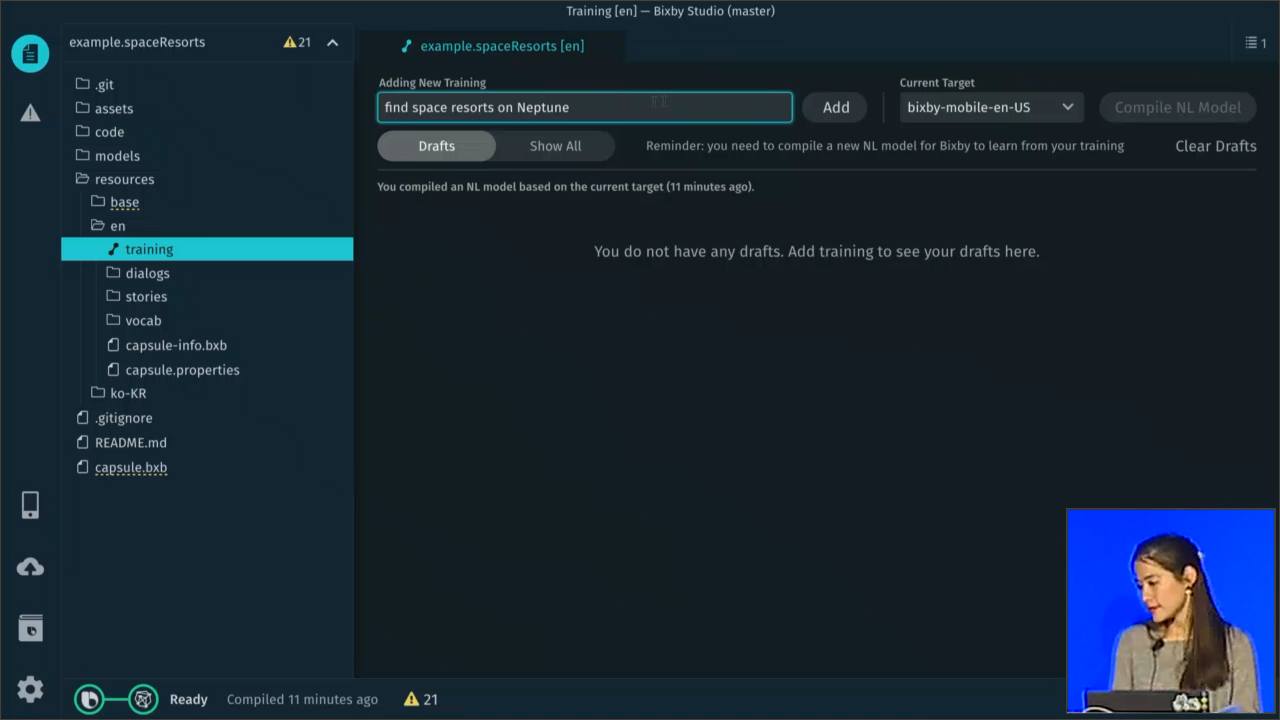 Training [en] — Bixby Studio (master)
example.spaceResorts
21
example.spaceResorts [en]
1
.git
assets
code
models
resources
base
en
training
dialogs
stories
vocab
capsule-info.bxb
capsule.properties
ko-KR
.gitignore
README.md
capsule.bxb
Adding New Training
Current Target
find space resorts on Neptune
Add
bixby-mobile-en-US
Compile NL Model
Drafts
Show All
Reminder: you need to compile a new NL model for Bixby to learn from your training
Clear Drafts
You compiled an NL model based on the current target (11 minutes ago).
You do not have any drafts. Add training to see your drafts here.
Ready
Compiled 11 minutes ago
21